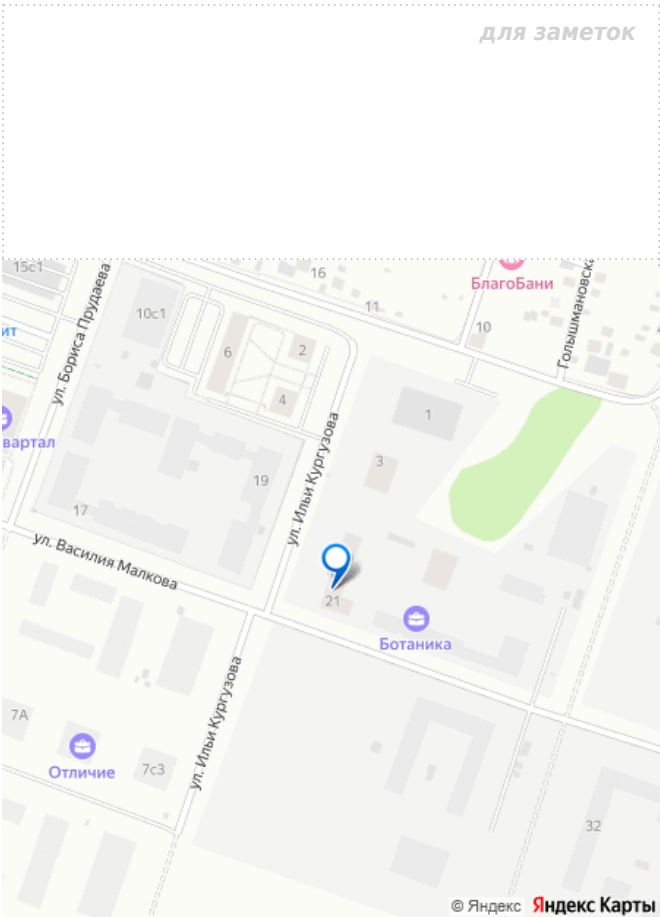 для заметок
15с1
16
БлагоБани
ул. Бориса Прудаева
10с1
11
10
Голышмановска
ит
6
2
4
1
вартал
3
19
ул. Ильи Кургузова
17
ул. Василия Малкова
21
Ботаника
ул. Ильи Кургузова
7А
7с3
Отличие
32
© Яндекс Яндекс Карты